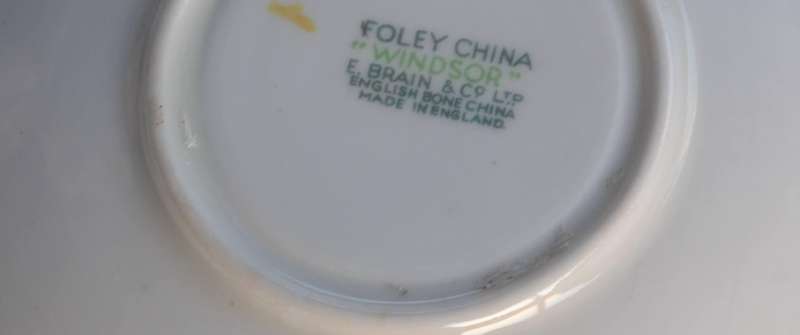 FOLEY CHINA
"WINDSOR"
E. BRAIN & CO LTD
ENGLISH BONE CHINA
MADE IN ENGLAND.